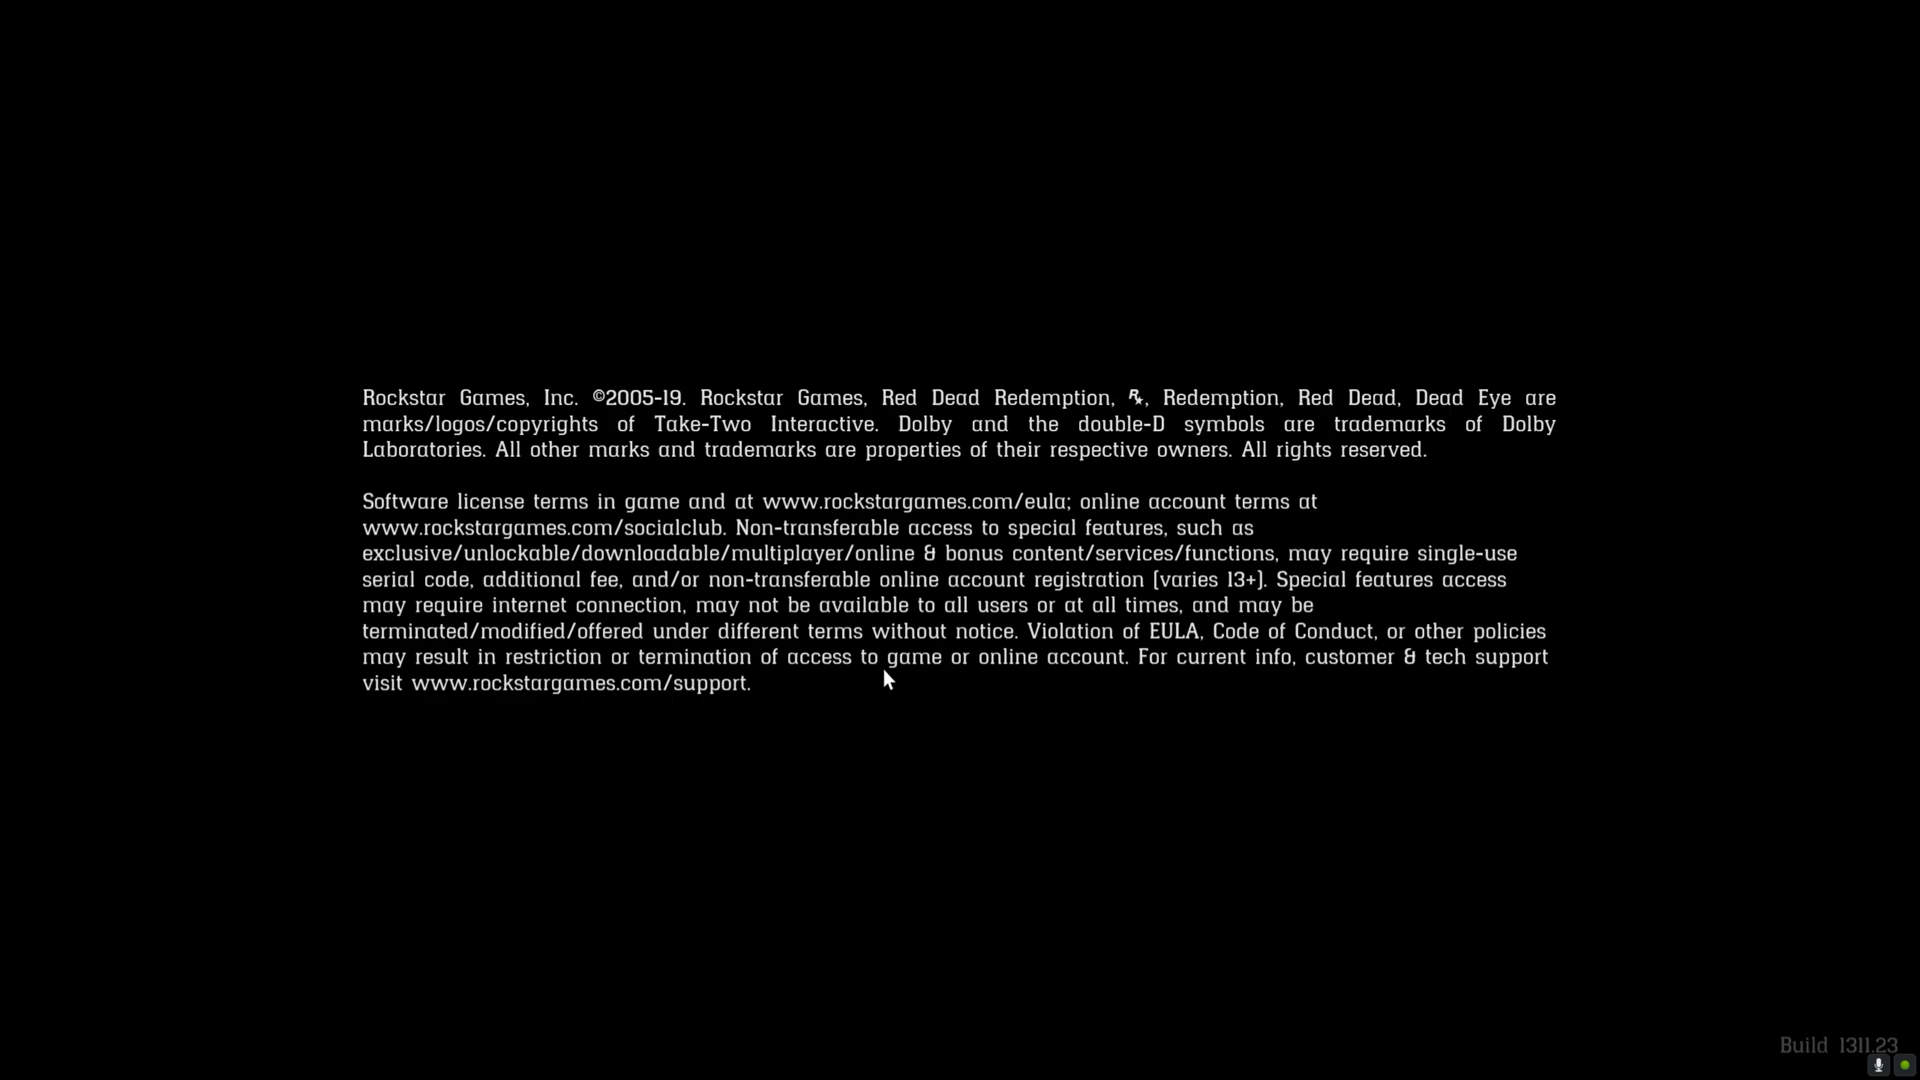 Rockstar Games, Inc. ©2005-19. Rockstar Games, Red Dead Redemption, R★, Redemption, Red Dead, Dead Eye are
marks/logos/copyrights of Take-Two Interactive. Dolby and the double-D symbols are trademarks of Dolby
Laboratories. All other marks and trademarks are properties of their respective owners. All rights reserved.
Software license terms in game and at www.rockstargames.com/eula; online account terms at
www.rockstargames.com/socialclub. Non-transferable access to special features, such as
exclusive/unlockable/downloadable/multiplayer/online & bonus content/services/functions, may require single-use
serial code, additional fee, and/or non-transferable online account registration (varies 13+). Special features access
may require internet connection, may not be available to all users or at all times, and may be
terminated/modified/offered under different terms without notice. Violation of EULA, Code of Conduct, or other policies
may result in restriction or termination of access to game or online account. For current info, customer & tech support
visit www.rockstargames.com/support.
Build 1311.23